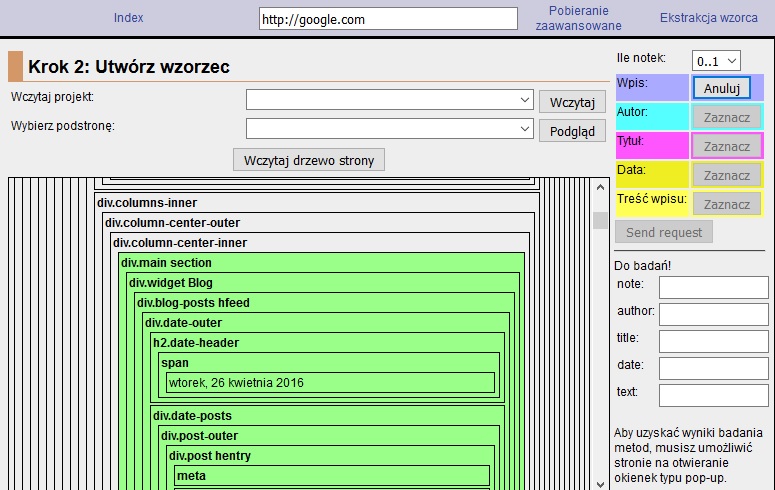 Index
http://google.com
Pobieranie
zaawansowane
Ekstrakcja wzorca
Krok 2: Utwórz wzorzec
Wczytaj projekt:
Wczytaj
Wybierz podstronę:
Podgląd
Wczytaj drzewo strony
div.columns-inner
div.column-center-outer
div.column-center-inner
div.main section
div.widget Blog
div.blog-posts hfeed
div.date-outer
h2.date-header
span
wtorek, 26 kwietnia 2016
div.date-posts
div.post-outer
div.post hentry
meta
Ile notek:
0..1
Wpis:
Anuluj
Autor:
Zaznacz
Tytuł:
Zaznacz
Data:
Zaznacz
Treść wpisu:
Zaznacz
Send request
Do badań!
note:
author:
title:
date:
text:
Aby uzyskać wyniki badania
metod, musisz umożliwić
stronie na otwieranie
okienek typu pop-up.